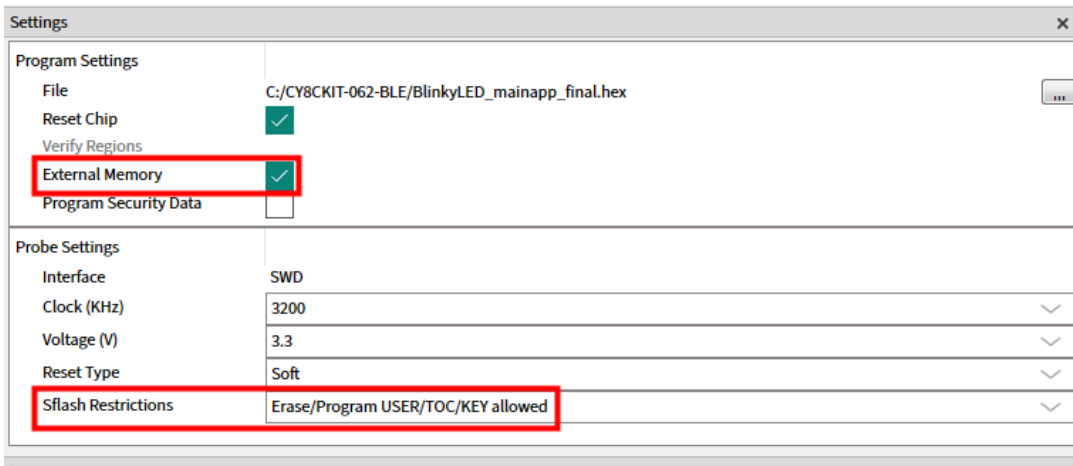 Settings
Program Settings
File C:/CY8CKIT-062-BLE/BlinkyLED_mainapp_final.hex ...
Reset Chip
Verify Regions
External Memory
Program Security Data
Probe Settings
Interface SWD
Clock (KHz) 3200
Voltage (V) 3.3
Reset Type Soft
Sflash Restrictions Erase/Program USER/TOC/KEY allowed